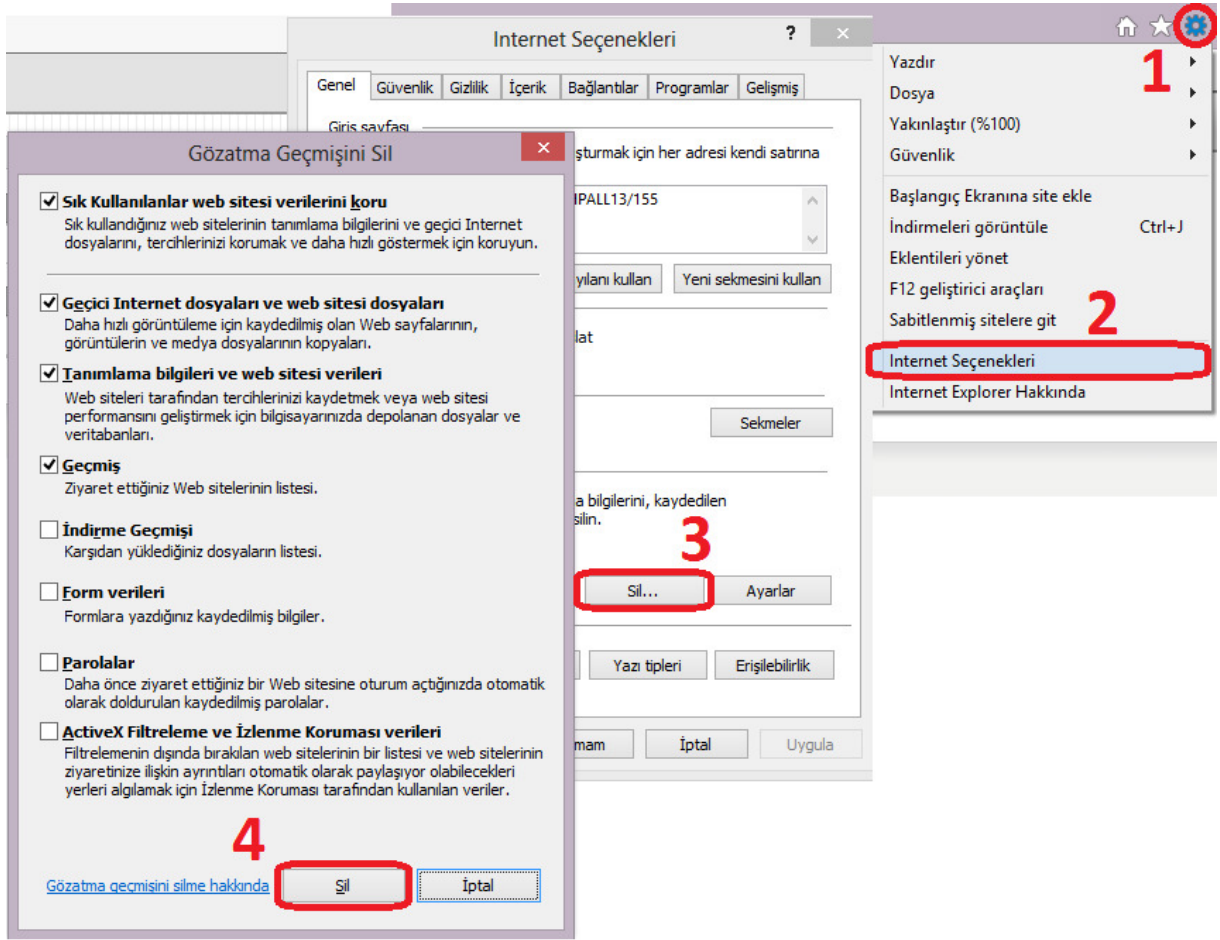 1
Yazdır
Dosya
Yakınlaştır (%100)
Güvenlik
Başlangıç Ekranına site ekle
İndirmeleri görüntüle Ctrl+J
Eklentileri yönet
F12 geliştirici araçları
Sabitlenmiş sitelere git
2
Internet Seçenekleri
Internet Explorer Hakkında
Internet Seçenekleri
?
Genel Güvenlik Gizlilik İçerik Bağlantılar Programlar Gelişmiş
Giriş sayfası
şturmak için her adresi kendi satırına
IPALL13/155
yılanı kullan Yeni sekmesini kullan
lat
Sekmeler
a bilgilerini, kaydedilen
silin.
3
Sil... Ayarlar
Yazı tipleri Erişilebilirlik
mam İptal Uygula
Gözatma Geçmişini Sil
Sık Kullanılanlar web sitesi verilerini koru
Sık kullandığınız web sitelerinin tanımlama bilgilerini ve geçici Internet
dosyalarını, tercihlerinizi korumak ve daha hızlı göstermek için koruyun.
Geçici Internet dosyaları ve web sitesi dosyaları
Daha hızlı görüntüleme için kaydedilmiş olan Web sayfalarının,
görüntülerin ve medya dosyalarının kopyaları.
Tanımlama bilgileri ve web sitesi verileri
Web siteleri tarafından tercihlerinizi kaydetmek veya web sitesi
performansını geliştirmek için bilgisayarınızda depolanan dosyalar ve
veritabanları.
Geçmiş
Ziyaret ettiğiniz Web sitelerinin listesi.
İndirme Geçmişi
Karşıdan yüklediğiniz dosyaların listesi.
Form verileri
Formlara yazdığınız kaydedilmiş bilgiler.
Parolalar
Daha önce ziyaret ettiğiniz bir Web sitesine oturum açtığınızda otomatik
olarak doldurulan kaydedilmiş parolalar.
ActiveX Filtreleme ve İzlenme Koruması verileri
Filtrelemenin dışında bırakılan web sitelerinin bir listesi ve web sitelerinin
ziyaretinize ilişkin ayrıntıları otomatik olarak paylaşıyor olabilecekleri
yerleri algılamak için İzlenme Koruması tarafından kullanılan veriler.
4
Gözatma geçmişini silme hakkında Sil İptal